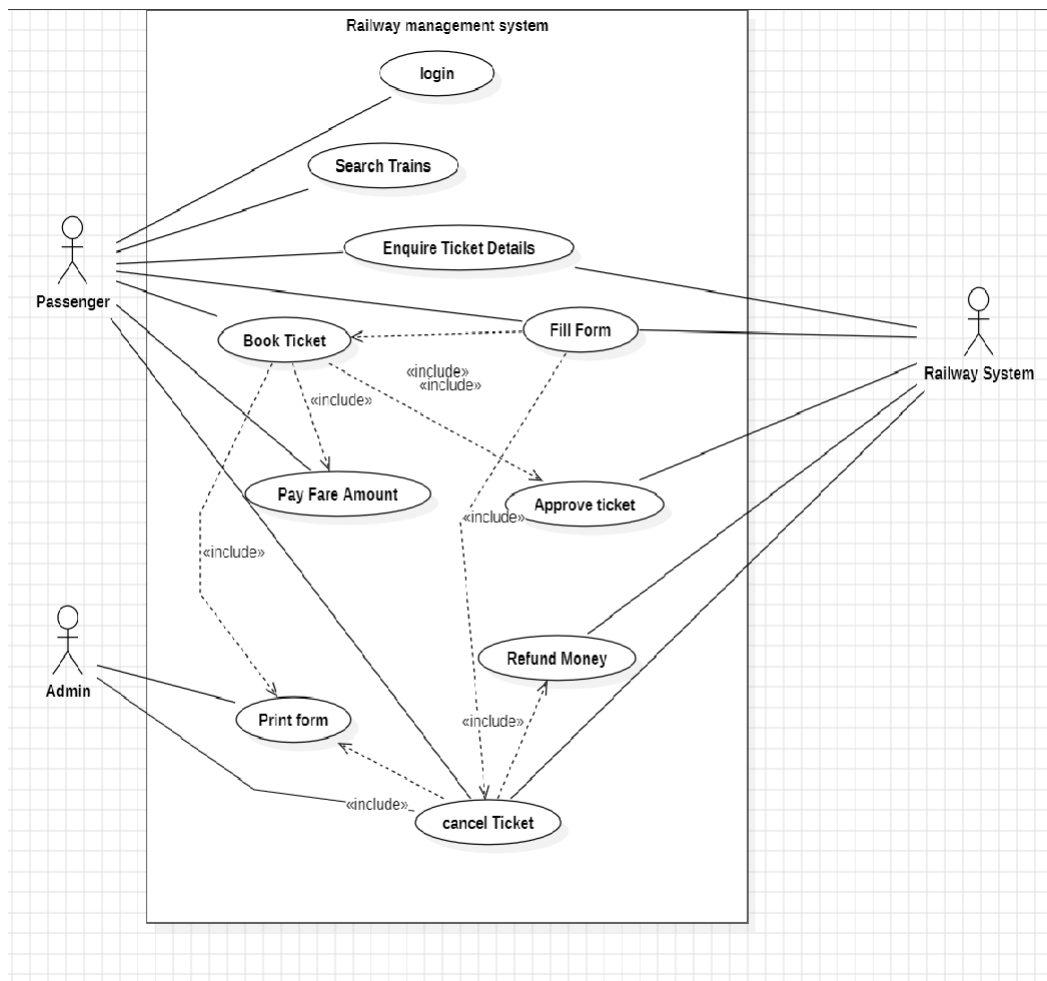 Railway management system
login
Search Trains
Enquire Ticket Details
Passenger
Book Ticket
Fill Form
Railway System
«include»
«include»
«include»
Pay Fare Amount
Approve ticket
«include»
«include»
Admin
Refund Money
Print form
«include»
«include»
cancel Ticket